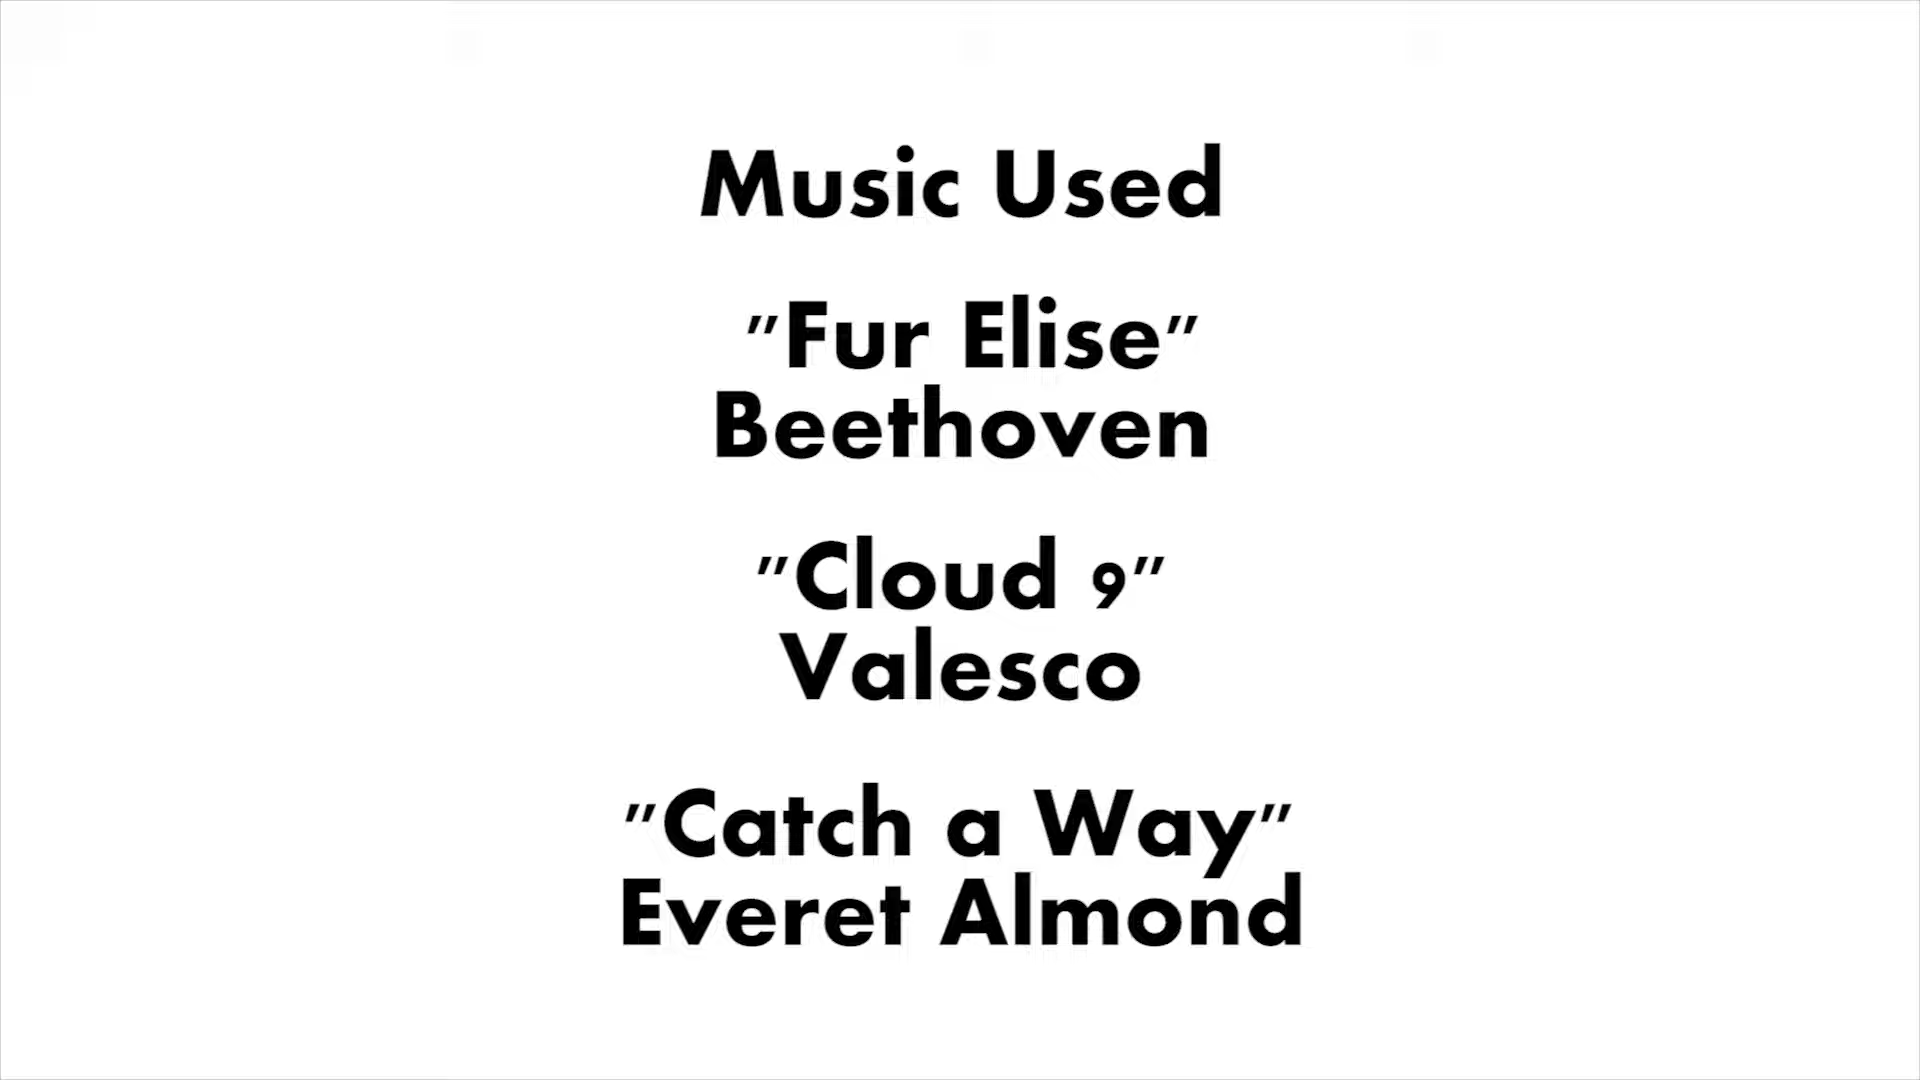 Music Used
"Fur Elise"
Beethoven
"Cloud 9"
Valesco
"Catch a Way"
Everet Almond